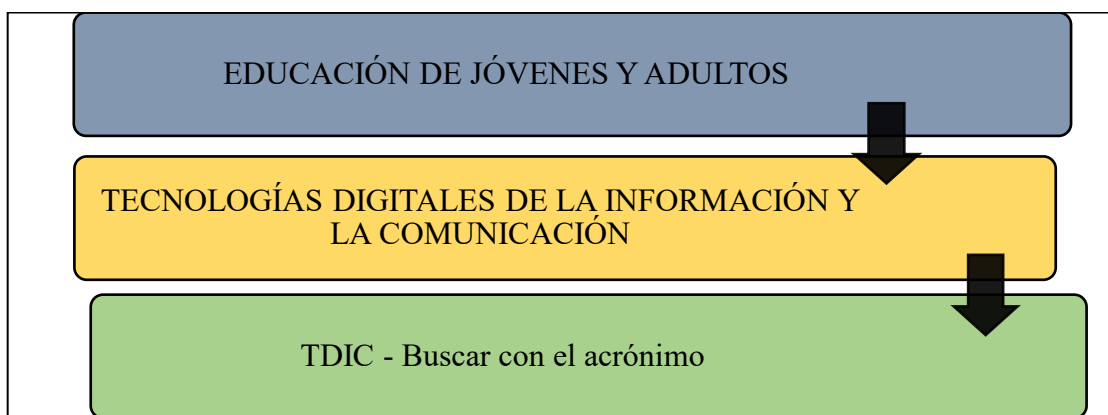 EDUCACIÓN DE JÓVENES Y ADULTOS
TECNOLOGÍAS DIGITALES DE LA INFORMACIÓN Y
LA COMUNICACIÓN
TDIC - Buscar con el acrónimo